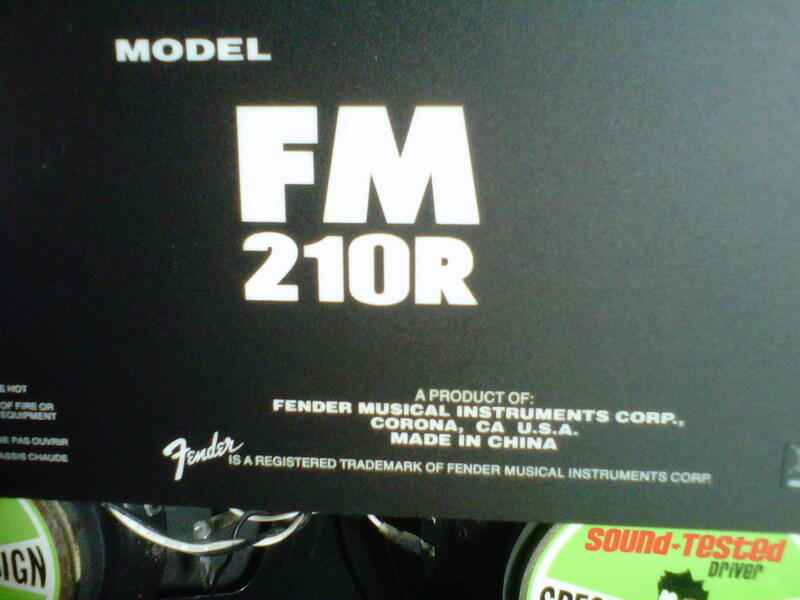 MODEL
FM
210R
E HOT
OF FIRE OR
EQUIPMENT
NE PAS OUVRIR
ASSIS CHAUDE
A PRODUCT OF:
FENDER MUSICAL INSTRUMENTS CORP.,
CORONA, CA U.S.A.
MADE IN CHINA
Fender IS A REGISTERED TRADEMARK OF FENDER MUSICAL INSTRUMENTS CORP.
IGN
SOUND-TESTED
DRIVER